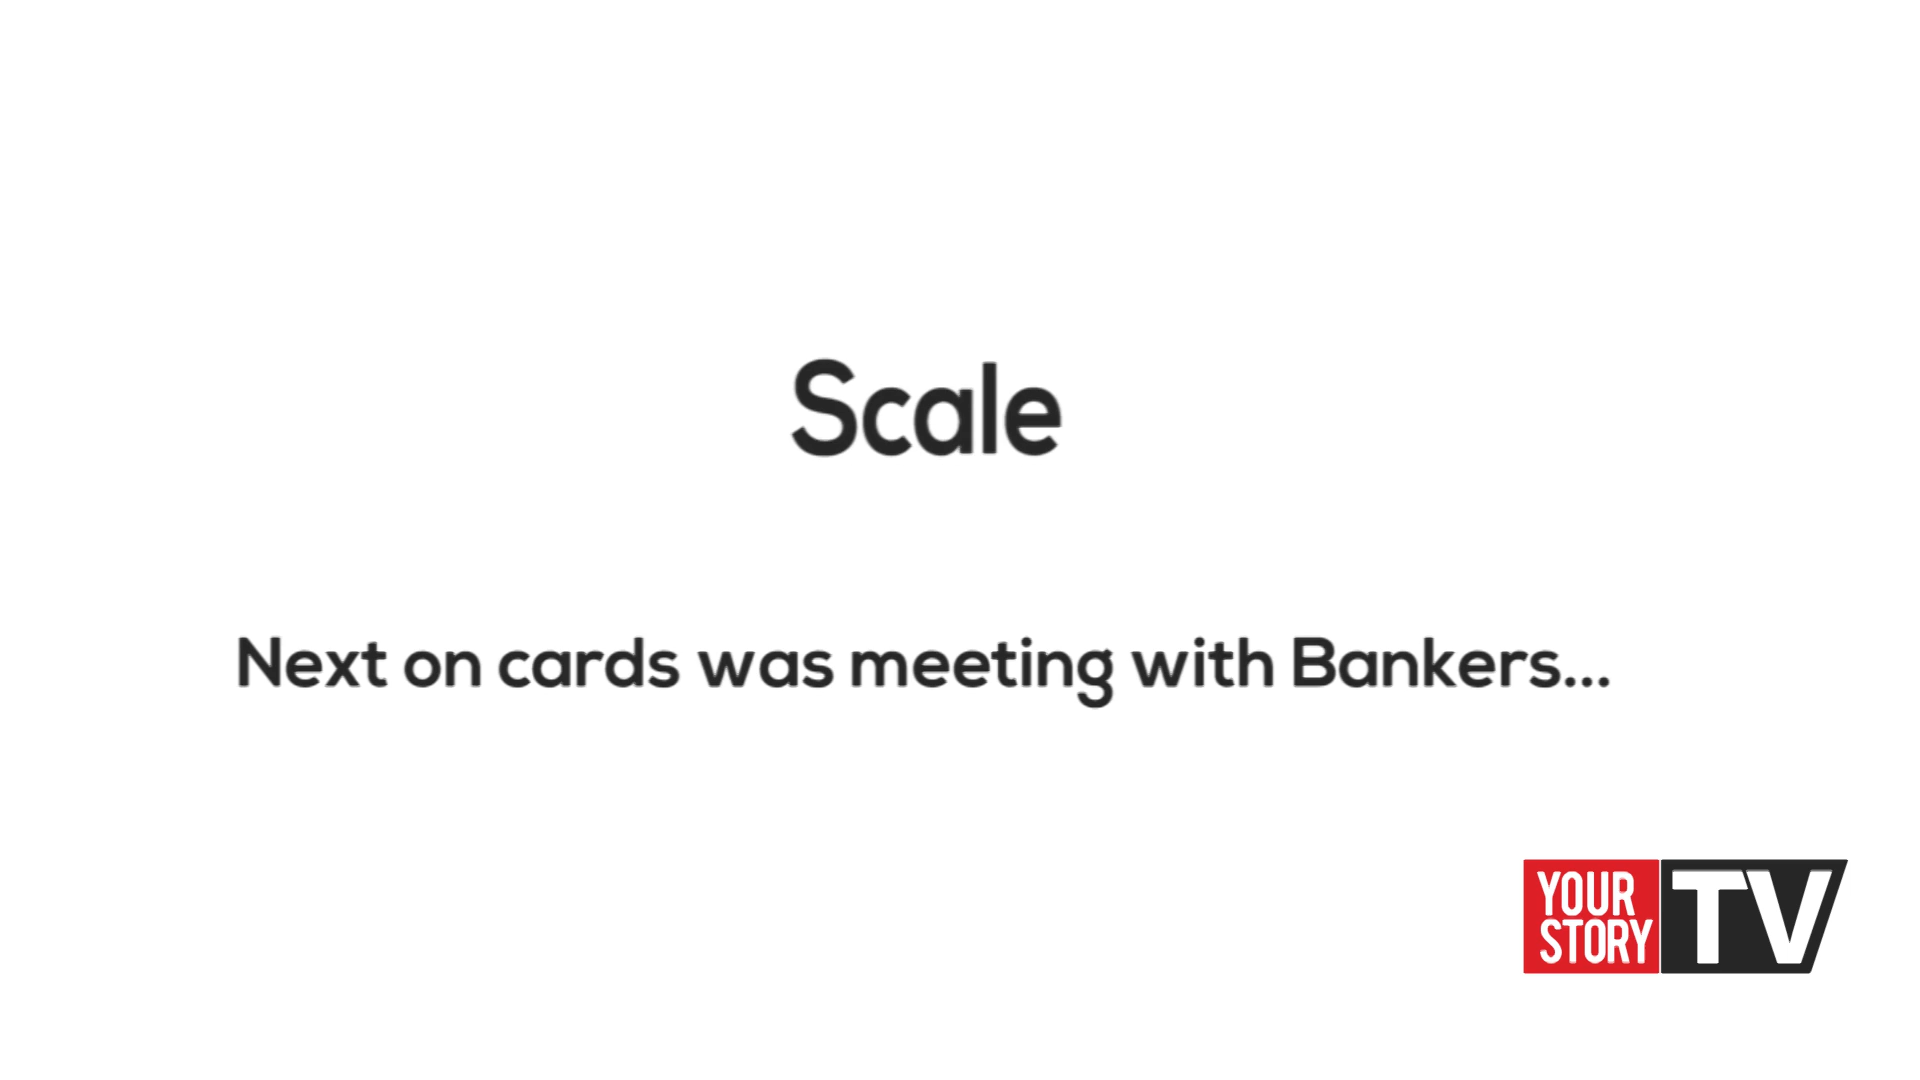 Scale
Next on cards was meeting with Bankers...
YOUR
STORY
TV